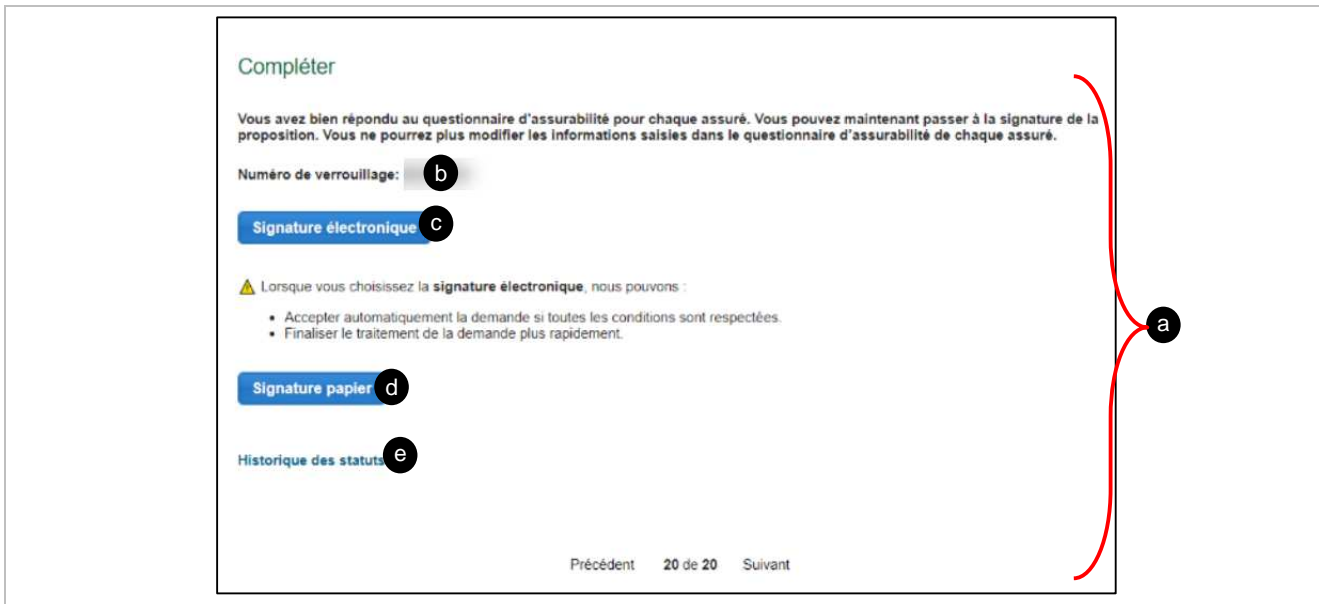 Compléter
Vous avez bien répondu au questionnaire d'assurabilité pour chaque assuré. Vous pouvez maintenant passer à la signature de la
proposition. Vous ne pourrez plus modifier les informations saisies dans le questionnaire d'assurabilité de chaque assuré.
Numéro de verrouillage: b
Signature électronique c
Lorsque vous choisissez la signature électronique, nous pouvons :
• Accepter automatiquement la demande si toutes les conditions sont respectées.
• Finaliser le traitement de la demande plus rapidement.
a
Signature papier d
Historique des statuts e
Précédent 20 de 20 Suivant